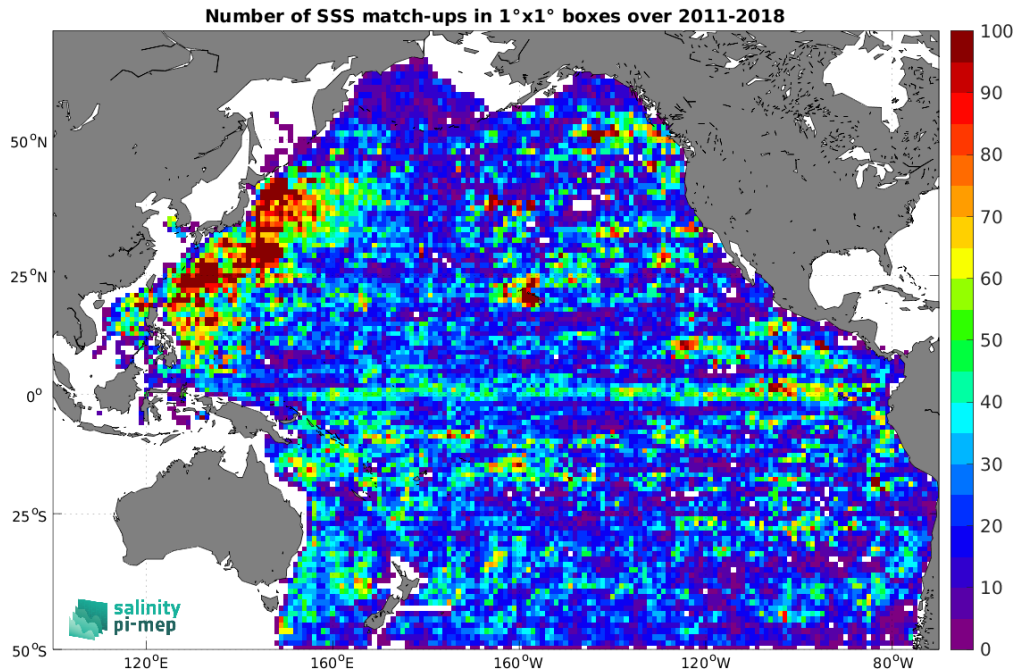 Number of SSS match-ups in 1°x1° boxes over 2011-2018
50°N
25°N
0°
25°S
50°S
120°E
160°E
160°W
120°W
80°W
100
90
80
70
60
50
40
30
20
10
0
salinity
pi-mep